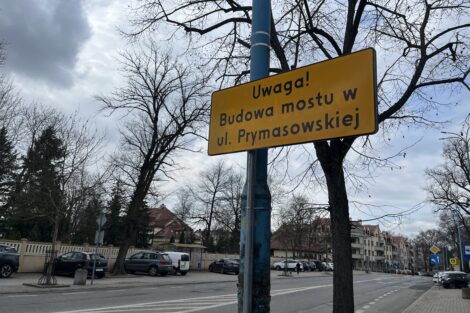 Uwaga!
Budowa mostu w
ul. Prymasowskiej